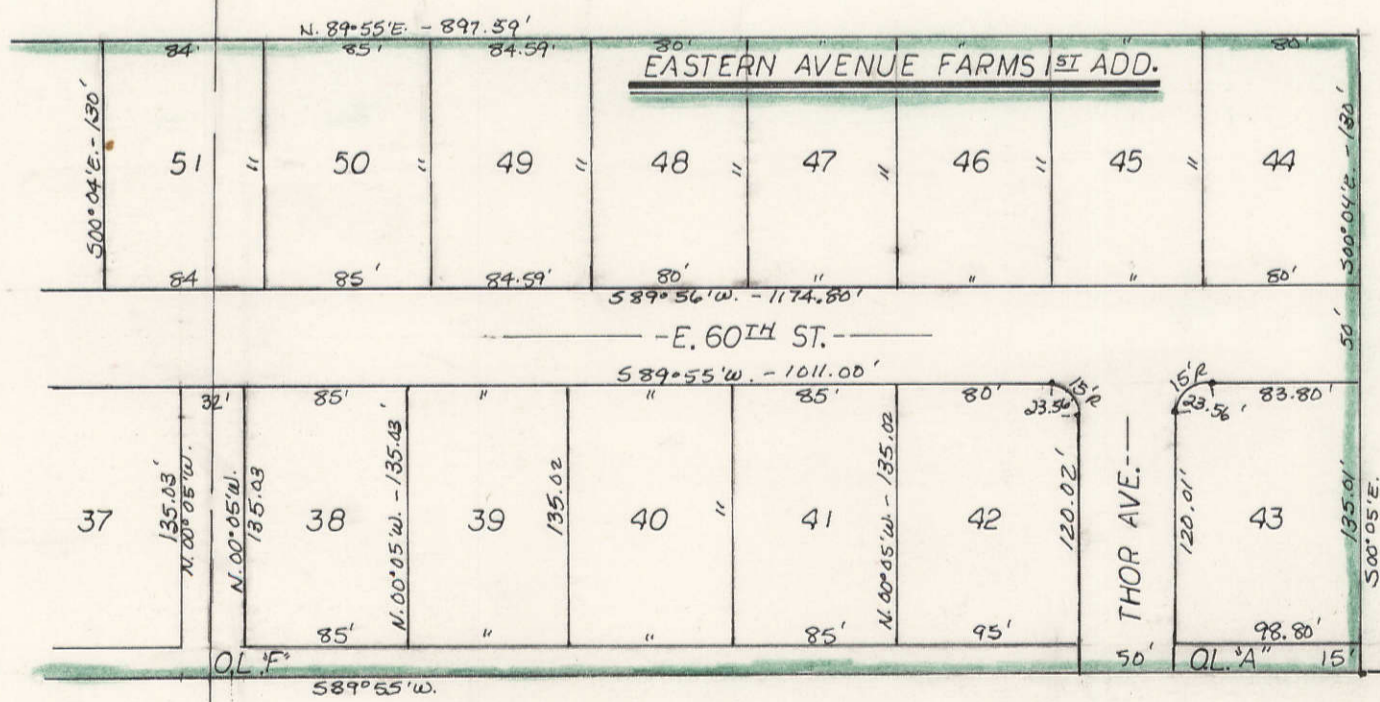 N. 89°55'E. - 897.59'
84' 85' 84.59' 80' " " " 80'
EASTERN AVENUE FARMS 1ST ADD.
S00°04'E. - 130'
51 " 50 " 49 " 48 " 47 " 46 " 45 " 44
S00°04'E. - 130'
84 85' 84.59' 80' " " " 80'
S89°56'W. - 1174.80'
-E. 60TH ST.-
50'
S89°55'W. - 1011.00'
32' 85' " " 85' 80' 15'R 15'R 83.80'
23.56' 23.56'
37
135.03'
N.00°05'W.
N.00°05'W.
135.03
38
N.00°05'W. - 135.03'
39
135.02
40
"
41
N.00°05'W. - 135.02
42
120.02'
THOR AVE.
120.01'
43
135.01'
S00°05'E.
85' " " 85' 95' 98.80'
O.L. "F" 50' O.L. "A" 15'
S89°55'W.